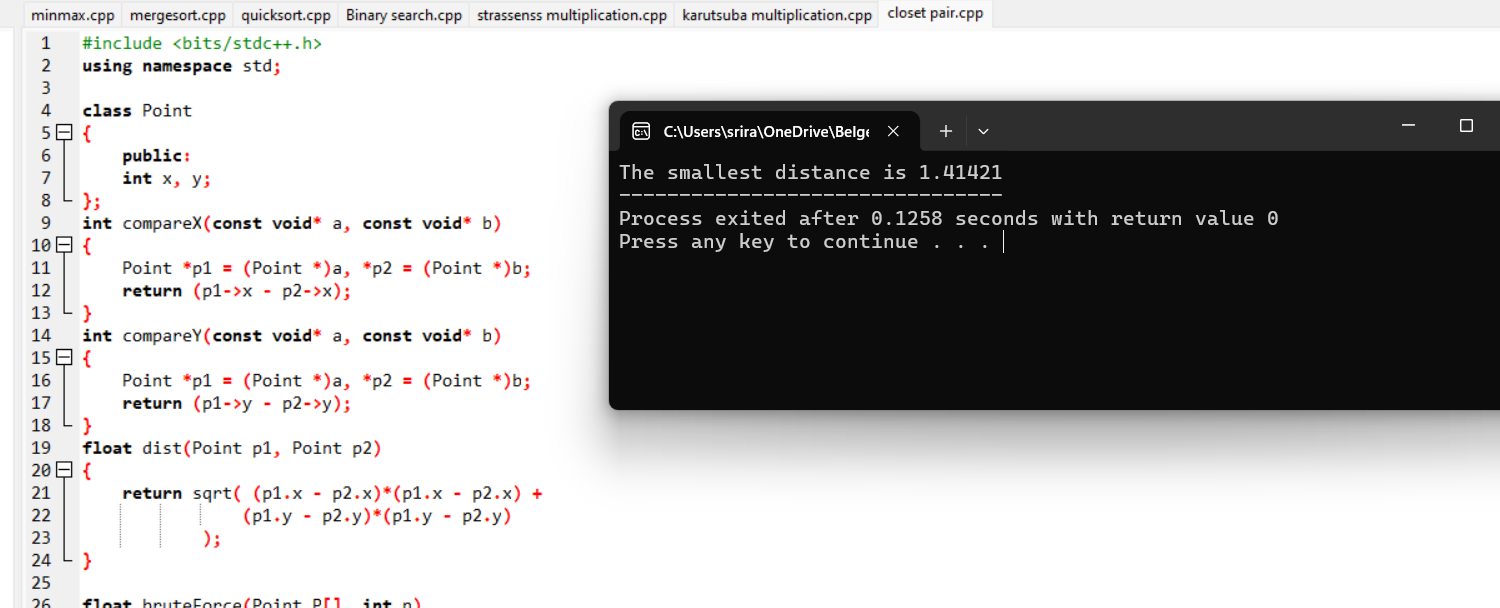 minmax.cpp mergesort.cpp quicksort.cpp Binary search.cpp strassenss multiplication.cpp karutsuba multiplication.cpp closet pair.cpp
1 #include <bits/stdc++.h>
2 using namespace std;
3
4 class Point
5 {
6 public:
7 int x, y;
8 };
9 int compareX(const void* a, const void* b)
10 {
11 Point *p1 = (Point *)a, *p2 = (Point *)b;
12 return (p1->x - p2->x);
13 }
14 int compareY(const void* a, const void* b)
15 {
16 Point *p1 = (Point *)a, *p2 = (Point *)b;
17 return (p1->y - p2->y);
18 }
19 float dist(Point p1, Point p2)
20 {
21 return sqrt( (p1.x - p2.x)*(p1.x - p2.x) +
22 (p1.y - p2.y)*(p1.y - p2.y)
23 );
24 }
25
26 float bruteForce(Point P[], int n)
C:\Users\srira\OneDrive\Belge
The smallest distance is 1.41421
--------------------------------
Process exited after 0.1258 seconds with return value 0
Press any key to continue . . .